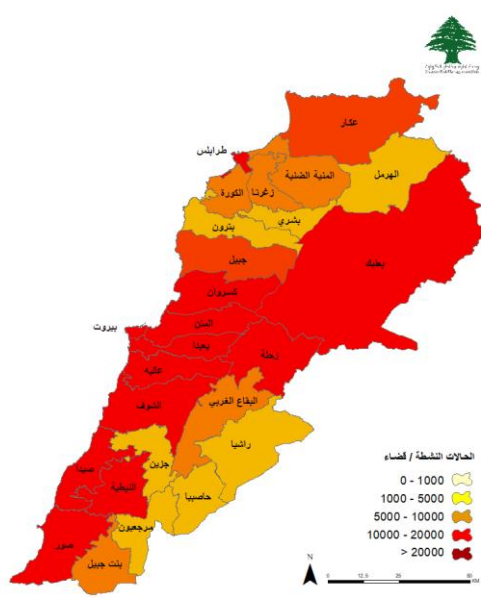 عكار
طرابلس
الهرمل
المنية الضنية
زغرتا
الكورة
بشري
بترون
جبيل
بعلبك
كسروان
المتن
بيروت
بعبدا
زحلة
عاليه
الشوف
البقاع الغربي
راشيا
جزين
صيدا
النبطية
حاصبيا
مرجعيون
صور
بنت جبيل
الحالات النشطة / قضاء
0 - 1000
1000 - 5000
5000 - 10000
10000 - 20000
> 20000
N
0 12.5 25 50
KM